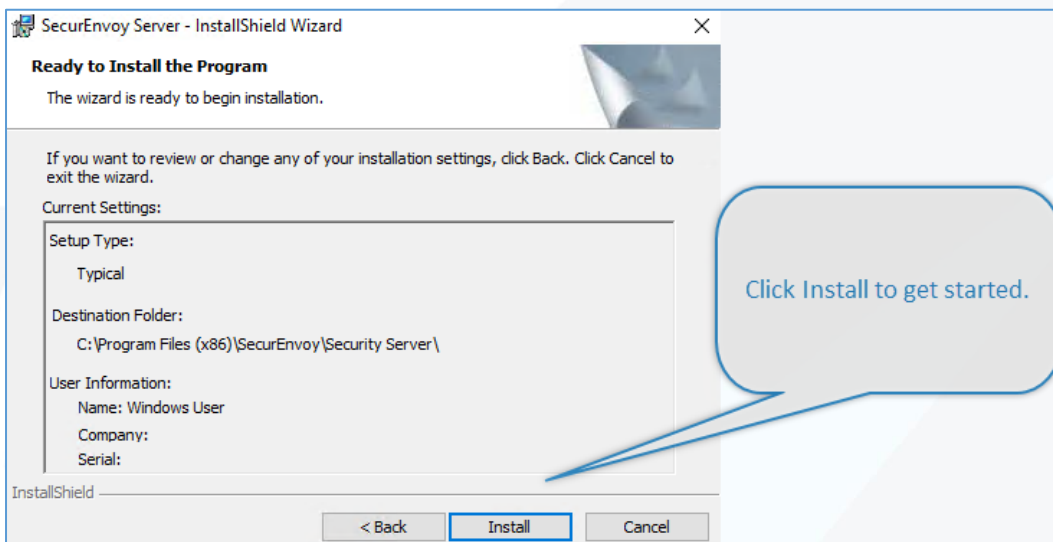 SecurEnvoy Server - InstallShield Wizard
Ready to Install the Program
The wizard is ready to begin installation.
If you want to review or change any of your installation settings, click Back. Click Cancel to
exit the wizard.
Current Settings:
Setup Type:
Typical
Destination Folder:
C:\Program Files (x86)\SecurEnvoy\Security Server\
User Information:
Name: Windows User
Company:
Serial:
InstallShield
< Back Install Cancel
Click Install to get started.